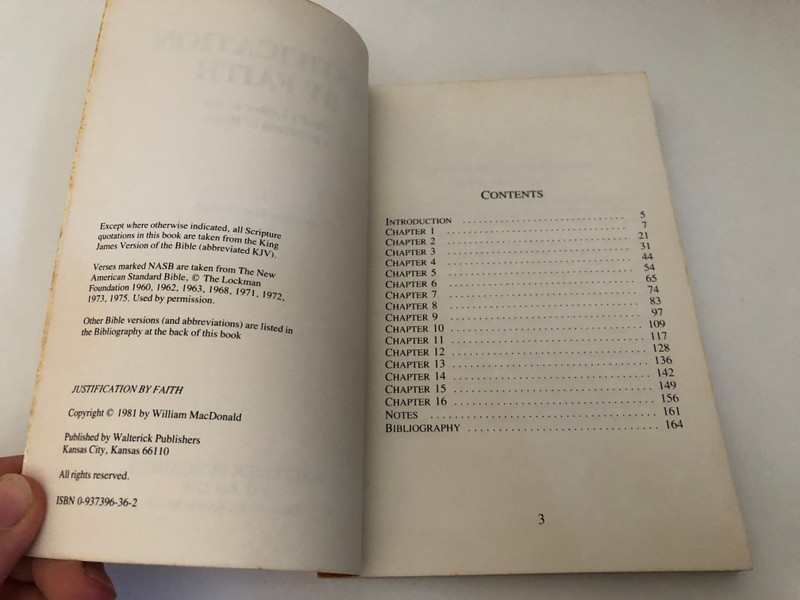 Except where otherwise indicated, all Scripture
quotations in this book are taken from the King
James Version of the Bible (abbreviated KJV).
Verses marked NASB are taken from The New
American Standard Bible, © The Lockman
Foundation 1960, 1962, 1963, 1968, 1971, 1972,
1973, 1975. Used by permission.
Other Bible versions (and abbreviations) are listed in
the Bibliography at the back of this book
JUSTIFICATION BY FAITH
Copyright © 1981 by William MacDonald
Published by Walterick Publishers
Kansas City, Kansas 66110
All rights reserved.
ISBN 0-937396-36-2
CONTENTS
INTRODUCTION 5
CHAPTER 1 7
CHAPTER 2 21
CHAPTER 3 31
CHAPTER 4 44
CHAPTER 5 54
CHAPTER 6 65
CHAPTER 7 74
CHAPTER 8 83
CHAPTER 9 97
CHAPTER 10 109
CHAPTER 11 117
CHAPTER 12 128
CHAPTER 13 136
CHAPTER 14 142
CHAPTER 15 149
CHAPTER 16 156
NOTES 161
BIBLIOGRAPHY 164
3